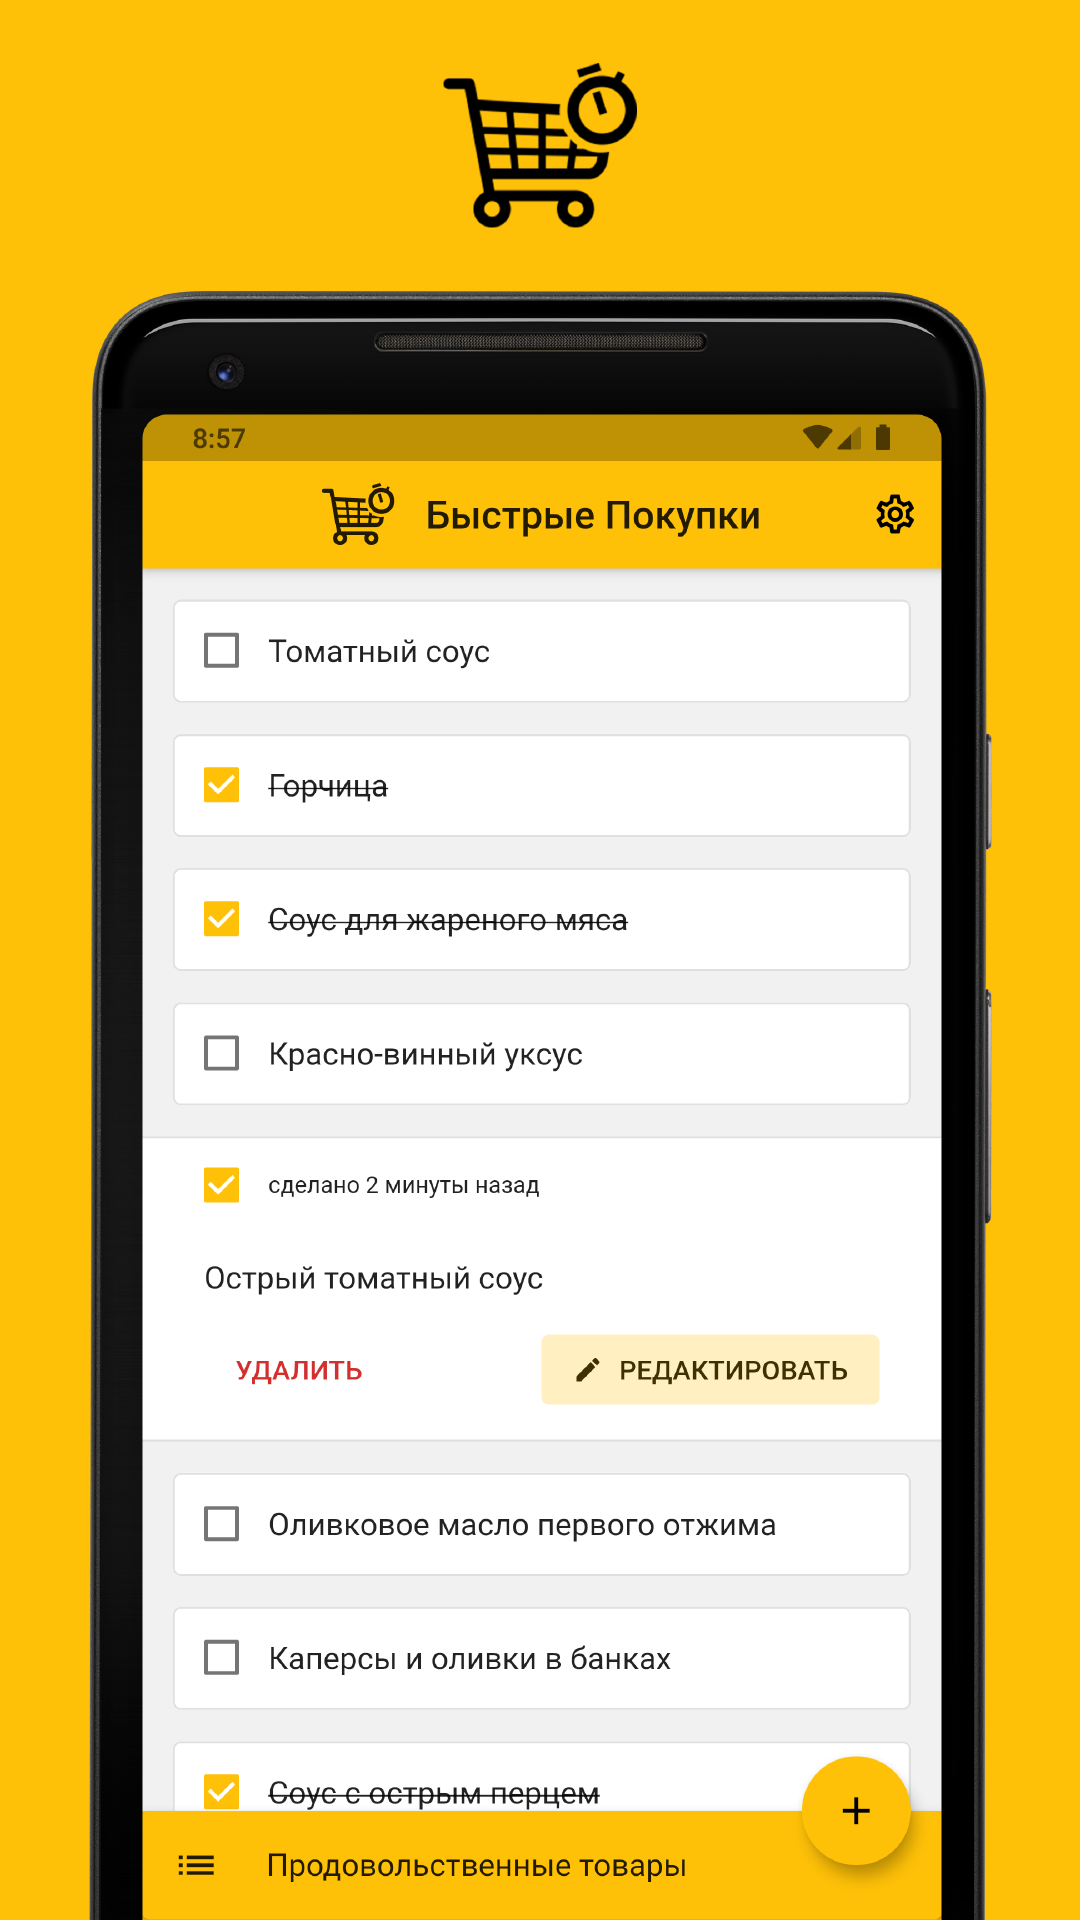 8:57
Быстрые Покупки
Томатный соус
Горчица
Соус для жареного мяса
Красно-винный уксус
сделано 2 минуты назад
Острый томатный соус
УДАЛИТЬ
РЕДАКТИРОВАТЬ
Оливковое масло первого отжима
Каперсы и оливки в банках
Соус с острым перцем
Продовольственные товары